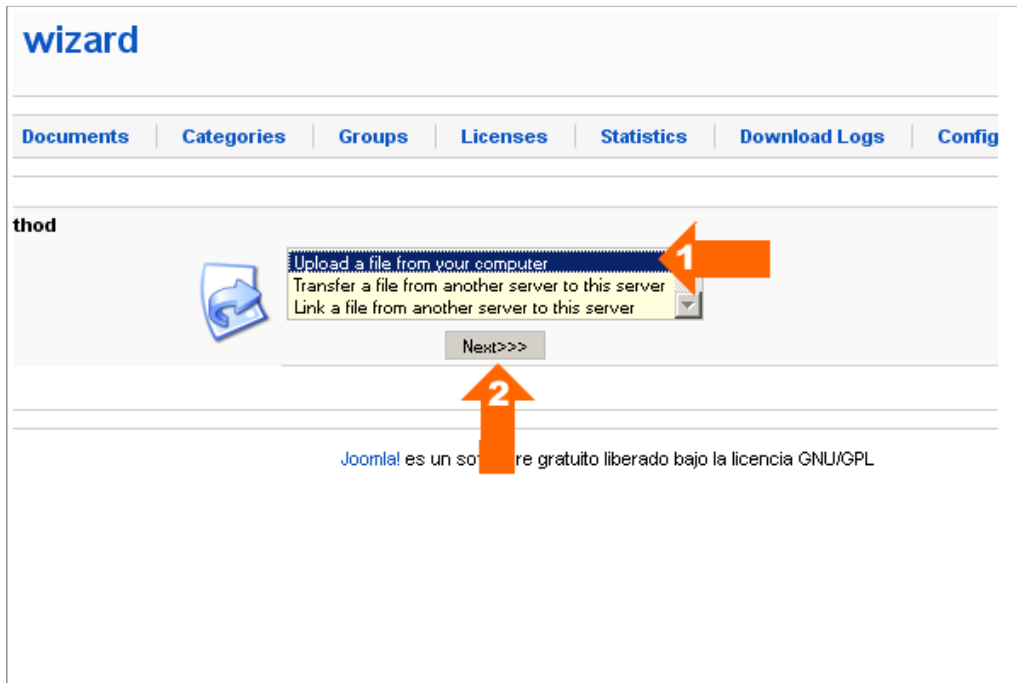 wizard
Documents Categories Groups Licenses Statistics Download Logs Config
thod
Upload a file from your computer
1
Transfer a file from another server to this server
Link a file from another server to this server
Next>>>
2
Joomla! es un re gratuito liberado bajo la licencia GNU/GPL